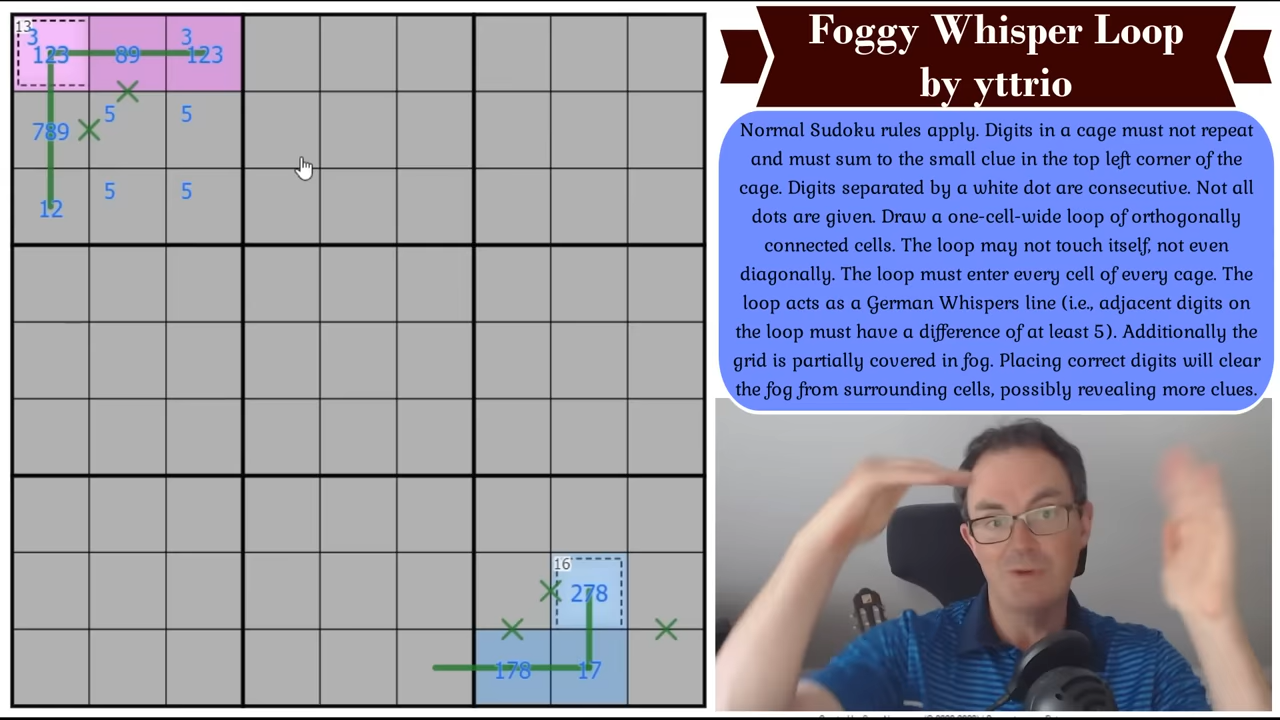 Foggy Whisper Loop
by yttrio
Normal Sudoku rules apply. Digits in a cage must not repeat
and must sum to the small clue in the top left corner of the
cage. Digits separated by a white dot are consecutive. Not all
dots are given. Draw a one-cell-wide loop of orthogonally
connected cells. The loop may not touch itself, not even
diagonally. The loop must enter every cell of every cage. The
loop acts as a German Whispers line (i.e., adjacent digits on
the loop must have a difference of at least 5). Additionally the
grid is partially covered in fog. Placing correct digits will clear
the fog from surrounding cells, possibly revealing more clues.
13
3 3
123 89 123
5 5
789
5 5
12
16
278
178 17